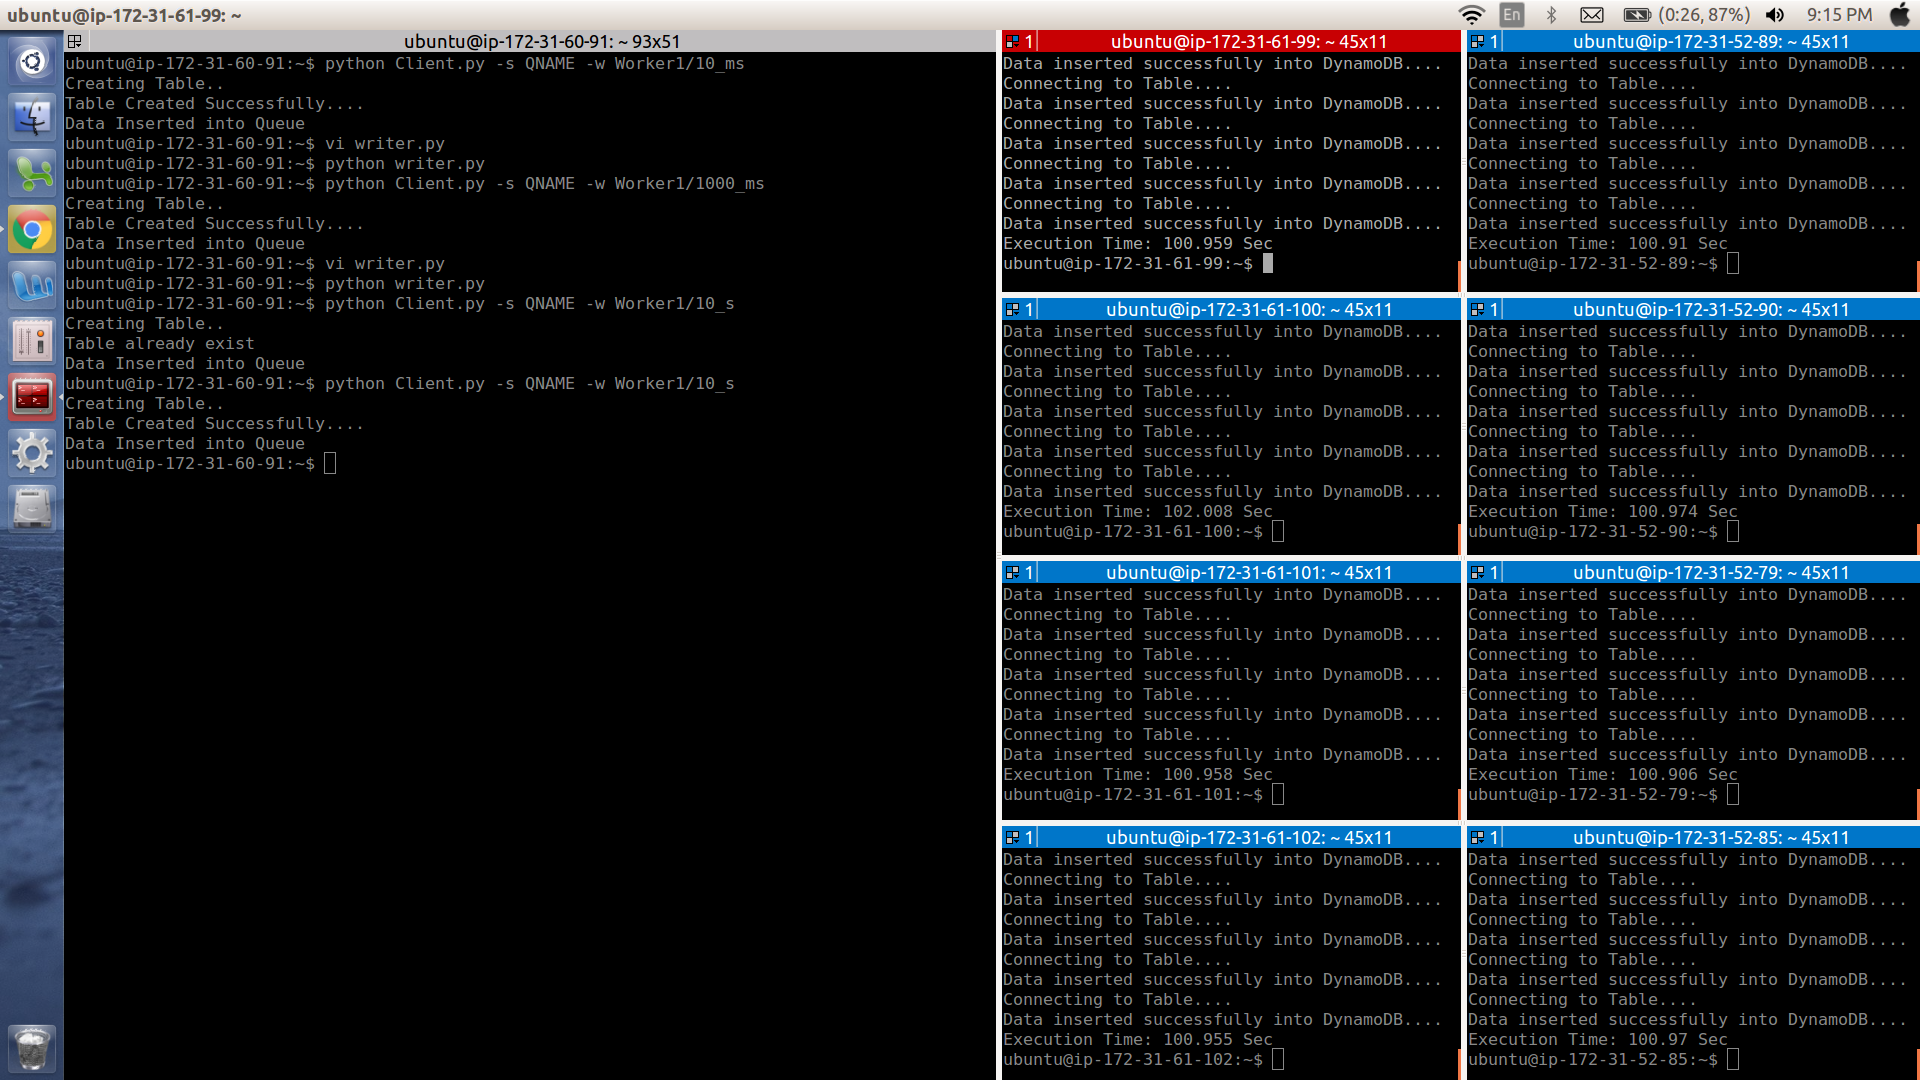 ubuntu@ip-172-31-61-99: ~
En
(0:26, 87%)
9:15 PM
ubuntu@ip-172-31-60-91: ~ 93x51
ubuntu@ip-172-31-60-91:~$ python Client.py -s QNAME -w Worker1/10_ms
Creating Table..
Table Created Successfully....
Data Inserted into Queue
ubuntu@ip-172-31-60-91:~$ vi writer.py
ubuntu@ip-172-31-60-91:~$ python writer.py
ubuntu@ip-172-31-60-91:~$ python Client.py -s QNAME -w Worker1/1000_ms
Creating Table..
Table Created Successfully....
Data Inserted into Queue
ubuntu@ip-172-31-60-91:~$ vi writer.py
ubuntu@ip-172-31-60-91:~$ python writer.py
ubuntu@ip-172-31-60-91:~$ python Client.py -s QNAME -w Worker1/10_s
Creating Table..
Table already exist
Data Inserted into Queue
ubuntu@ip-172-31-60-91:~$ python Client.py -s QNAME -w Worker1/10_s
Creating Table..
Table Created Successfully....
Data Inserted into Queue
ubuntu@ip-172-31-60-91:~$
1 ubuntu@ip-172-31-61-99: ~ 45x11
Data inserted successfully into DynamoDB....
Connecting to Table....
Data inserted successfully into DynamoDB....
Connecting to Table....
Data inserted successfully into DynamoDB....
Connecting to Table....
Data inserted successfully into DynamoDB....
Connecting to Table....
Data inserted successfully into DynamoDB....
Execution Time: 100.959 Sec
ubuntu@ip-172-31-61-99:~$
1 ubuntu@ip-172-31-52-89: ~ 45x11
Data inserted successfully into DynamoDB....
Connecting to Table....
Data inserted successfully into DynamoDB....
Connecting to Table....
Data inserted successfully into DynamoDB....
Connecting to Table....
Data inserted successfully into DynamoDB....
Connecting to Table....
Data inserted successfully into DynamoDB....
Execution Time: 100.91 Sec
ubuntu@ip-172-31-52-89:~$
1 ubuntu@ip-172-31-61-100: ~ 45x11
Data inserted successfully into DynamoDB....
Connecting to Table....
Data inserted successfully into DynamoDB....
Connecting to Table....
Data inserted successfully into DynamoDB....
Connecting to Table....
Data inserted successfully into DynamoDB....
Connecting to Table....
Data inserted successfully into DynamoDB....
Execution Time: 102.008 Sec
ubuntu@ip-172-31-61-100:~$
1 ubuntu@ip-172-31-52-90: ~ 45x11
Data inserted successfully into DynamoDB....
Connecting to Table....
Data inserted successfully into DynamoDB....
Connecting to Table....
Data inserted successfully into DynamoDB....
Connecting to Table....
Data inserted successfully into DynamoDB....
Connecting to Table....
Data inserted successfully into DynamoDB....
Execution Time: 100.974 Sec
ubuntu@ip-172-31-52-90:~$
1 ubuntu@ip-172-31-61-101: ~ 45x11
Data inserted successfully into DynamoDB....
Connecting to Table....
Data inserted successfully into DynamoDB....
Connecting to Table....
Data inserted successfully into DynamoDB....
Connecting to Table....
Data inserted successfully into DynamoDB....
Connecting to Table....
Data inserted successfully into DynamoDB....
Execution Time: 100.958 Sec
ubuntu@ip-172-31-61-101:~$
1 ubuntu@ip-172-31-52-79: ~ 45x11
Data inserted successfully into DynamoDB....
Connecting to Table....
Data inserted successfully into DynamoDB....
Connecting to Table....
Data inserted successfully into DynamoDB....
Connecting to Table....
Data inserted successfully into DynamoDB....
Connecting to Table....
Data inserted successfully into DynamoDB....
Execution Time: 100.906 Sec
ubuntu@ip-172-31-52-79:~$
1 ubuntu@ip-172-31-61-102: ~ 45x11
Data inserted successfully into DynamoDB....
Connecting to Table....
Data inserted successfully into DynamoDB....
Connecting to Table....
Data inserted successfully into DynamoDB....
Connecting to Table....
Data inserted successfully into DynamoDB....
Connecting to Table....
Data inserted successfully into DynamoDB....
Execution Time: 100.955 Sec
ubuntu@ip-172-31-61-102:~$
1 ubuntu@ip-172-31-52-85: ~ 45x11
Data inserted successfully into DynamoDB....
Connecting to Table....
Data inserted successfully into DynamoDB....
Connecting to Table....
Data inserted successfully into DynamoDB....
Connecting to Table....
Data inserted successfully into DynamoDB....
Connecting to Table....
Data inserted successfully into DynamoDB....
Execution Time: 100.97 Sec
ubuntu@ip-172-31-52-85:~$